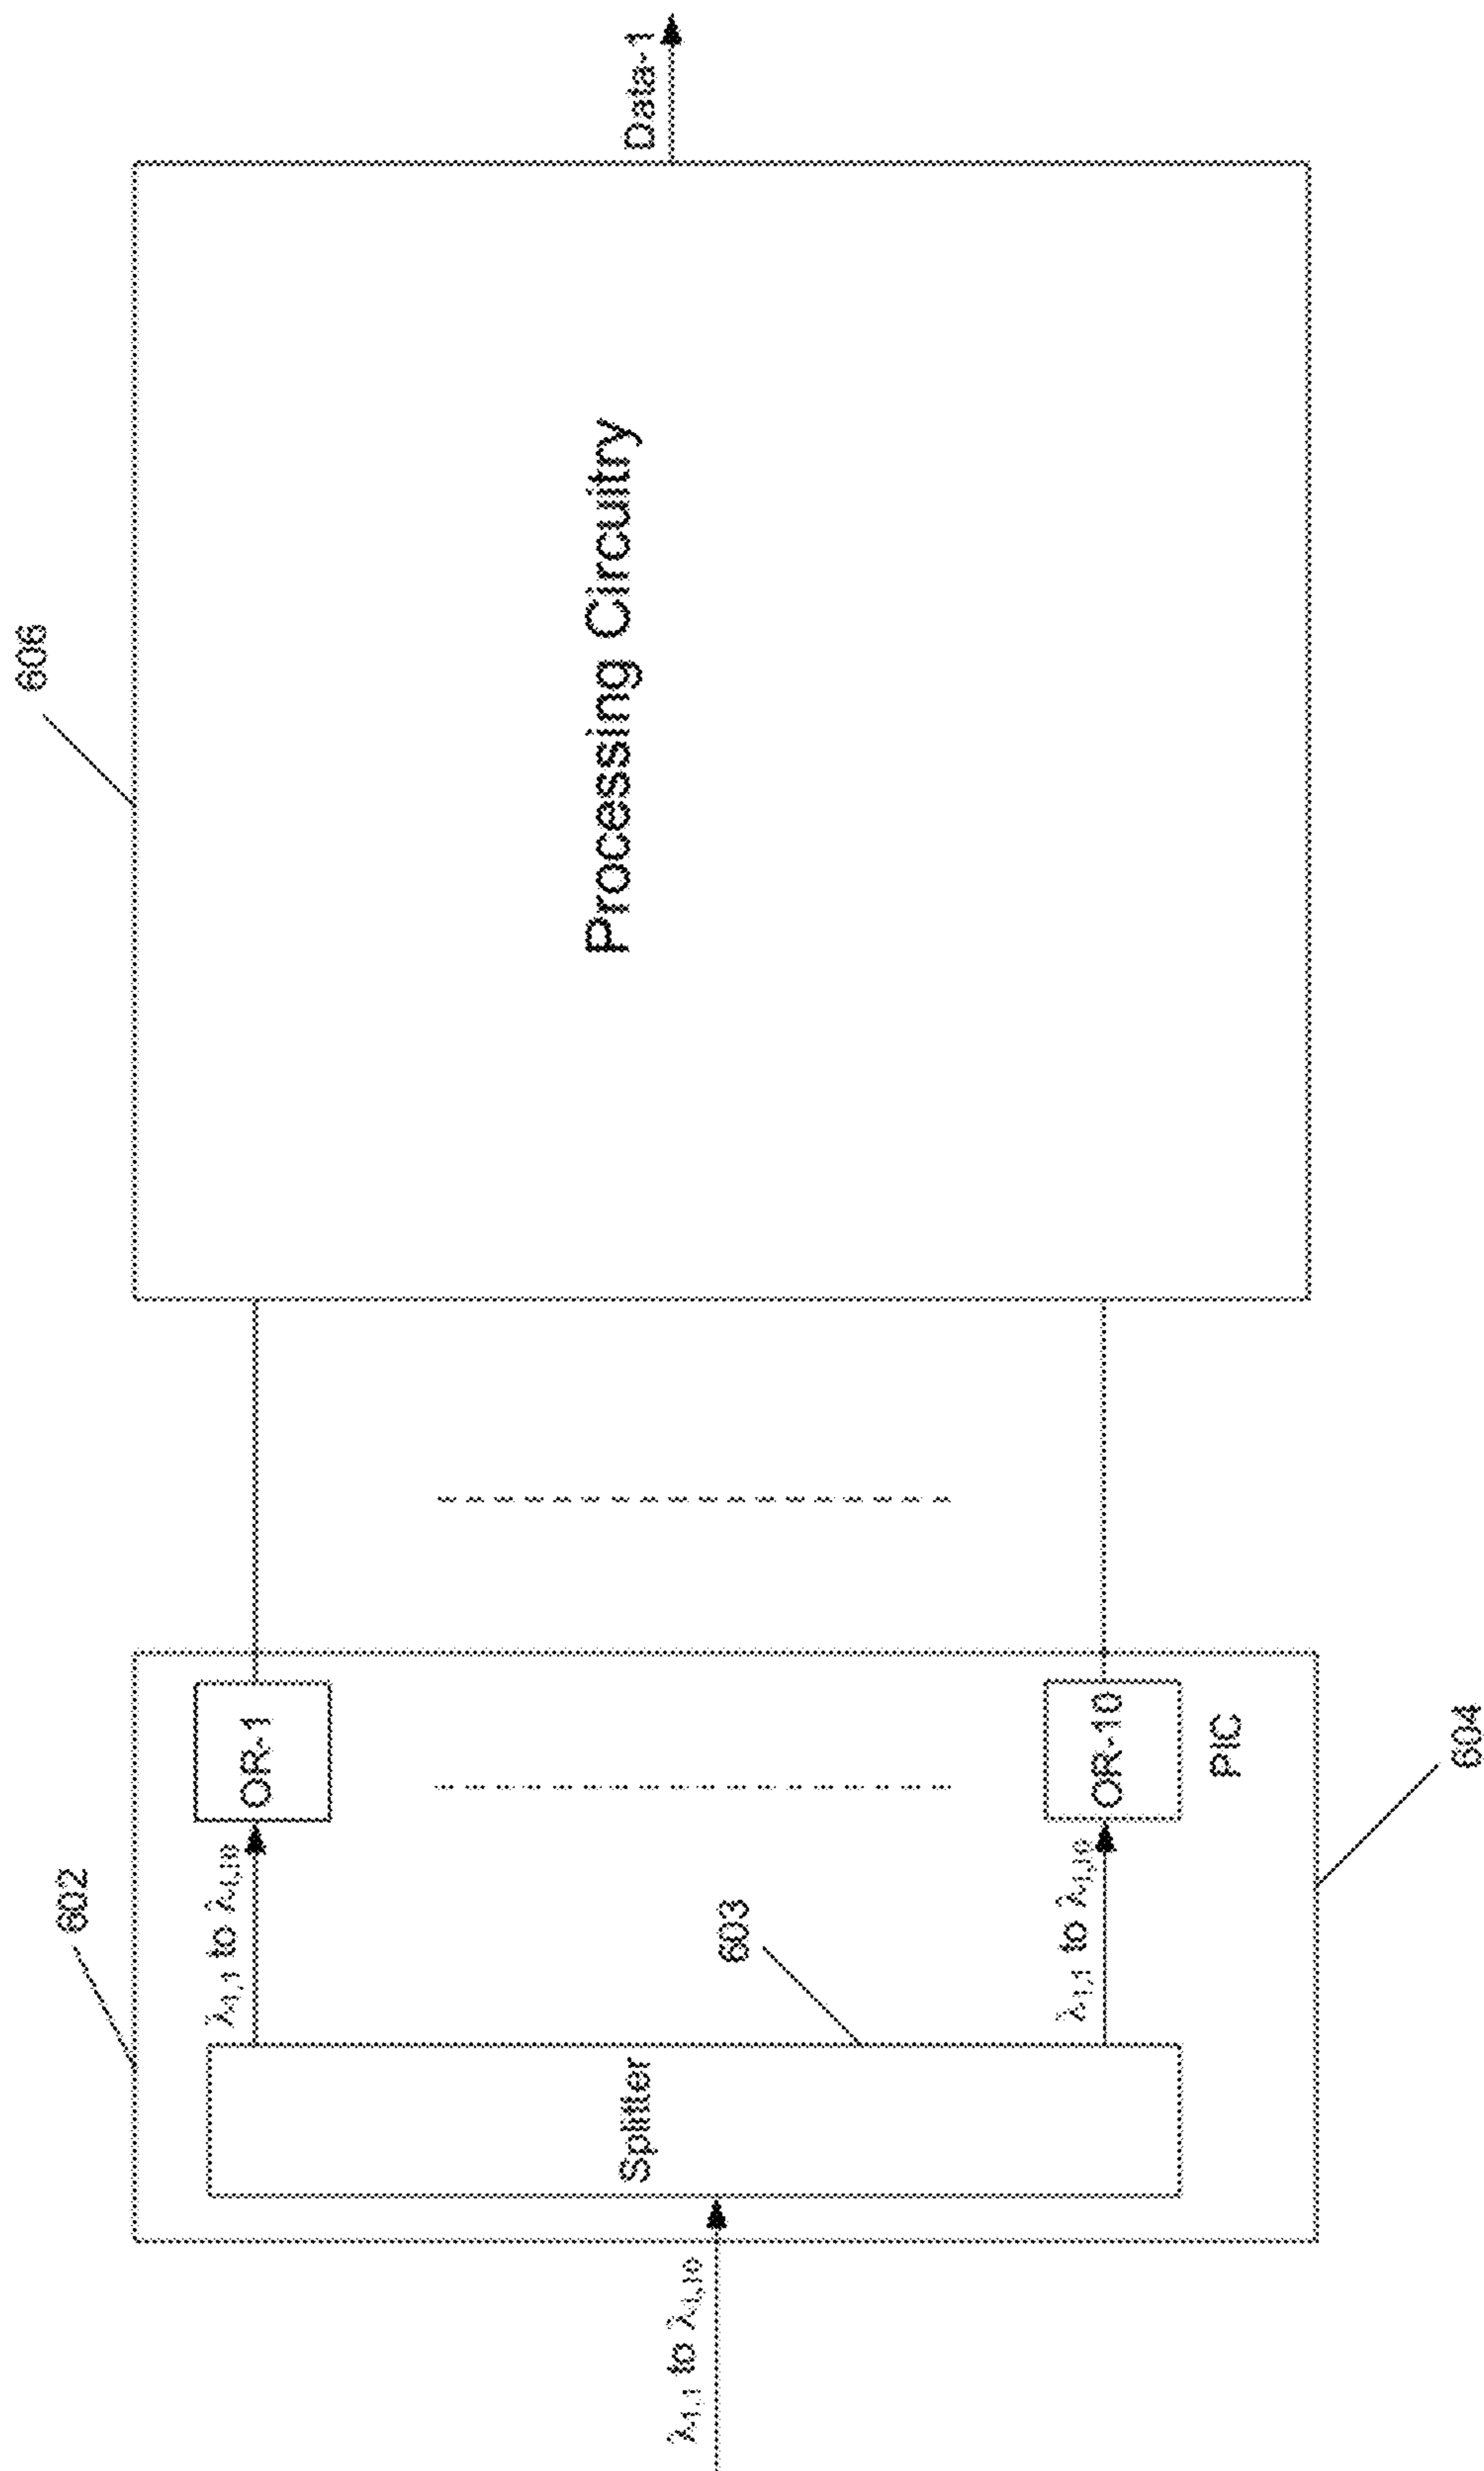 606
Processing Circuitry
Data-1
602
λ1,1 to λ1,10
OR-1
603
Splitter
λ1,1 to λ1,10
λ1,1 to λ1,10
OR-10
PIC
604